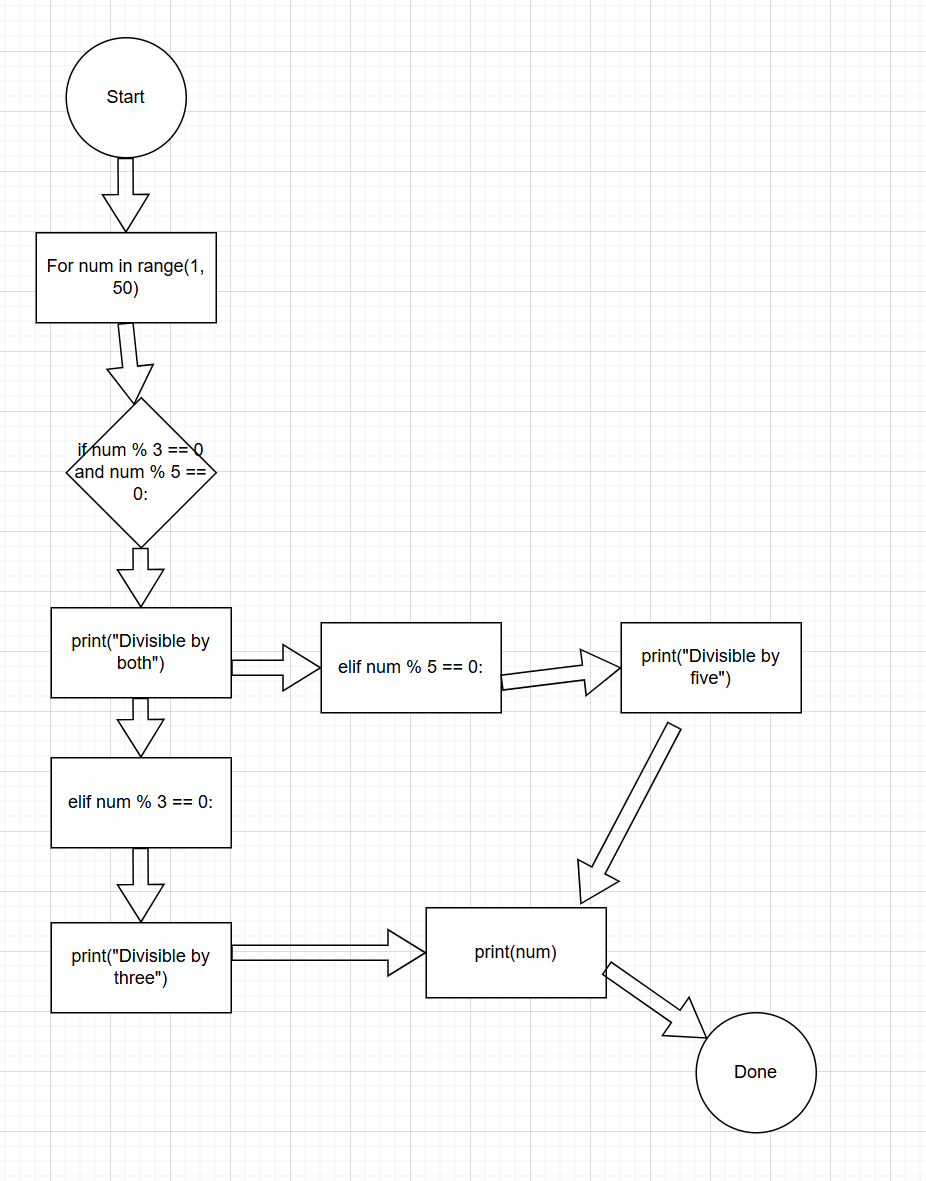 Start
For num in range(1,
50)
if num % 3 == 0
and num % 5 ==
0:
print("Divisible by
both")
elif num % 5 == 0:
print("Divisible by
five")
elif num % 3 == 0:
print("Divisible by
three")
print(num)
Done